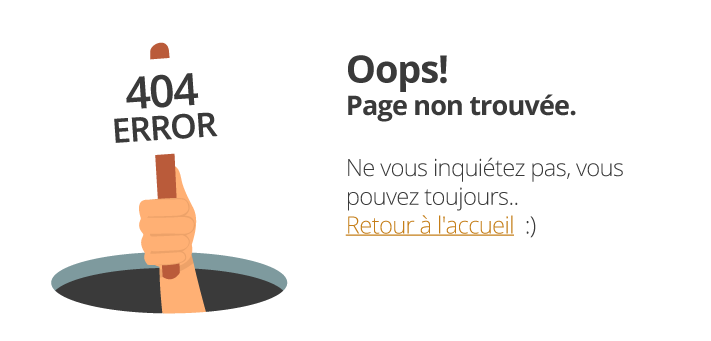 404
ERROR
Oops!
Page non trouvée.
Ne vous inquiétez pas, vous
pouvez toujours..
Retour à l'accueil :)